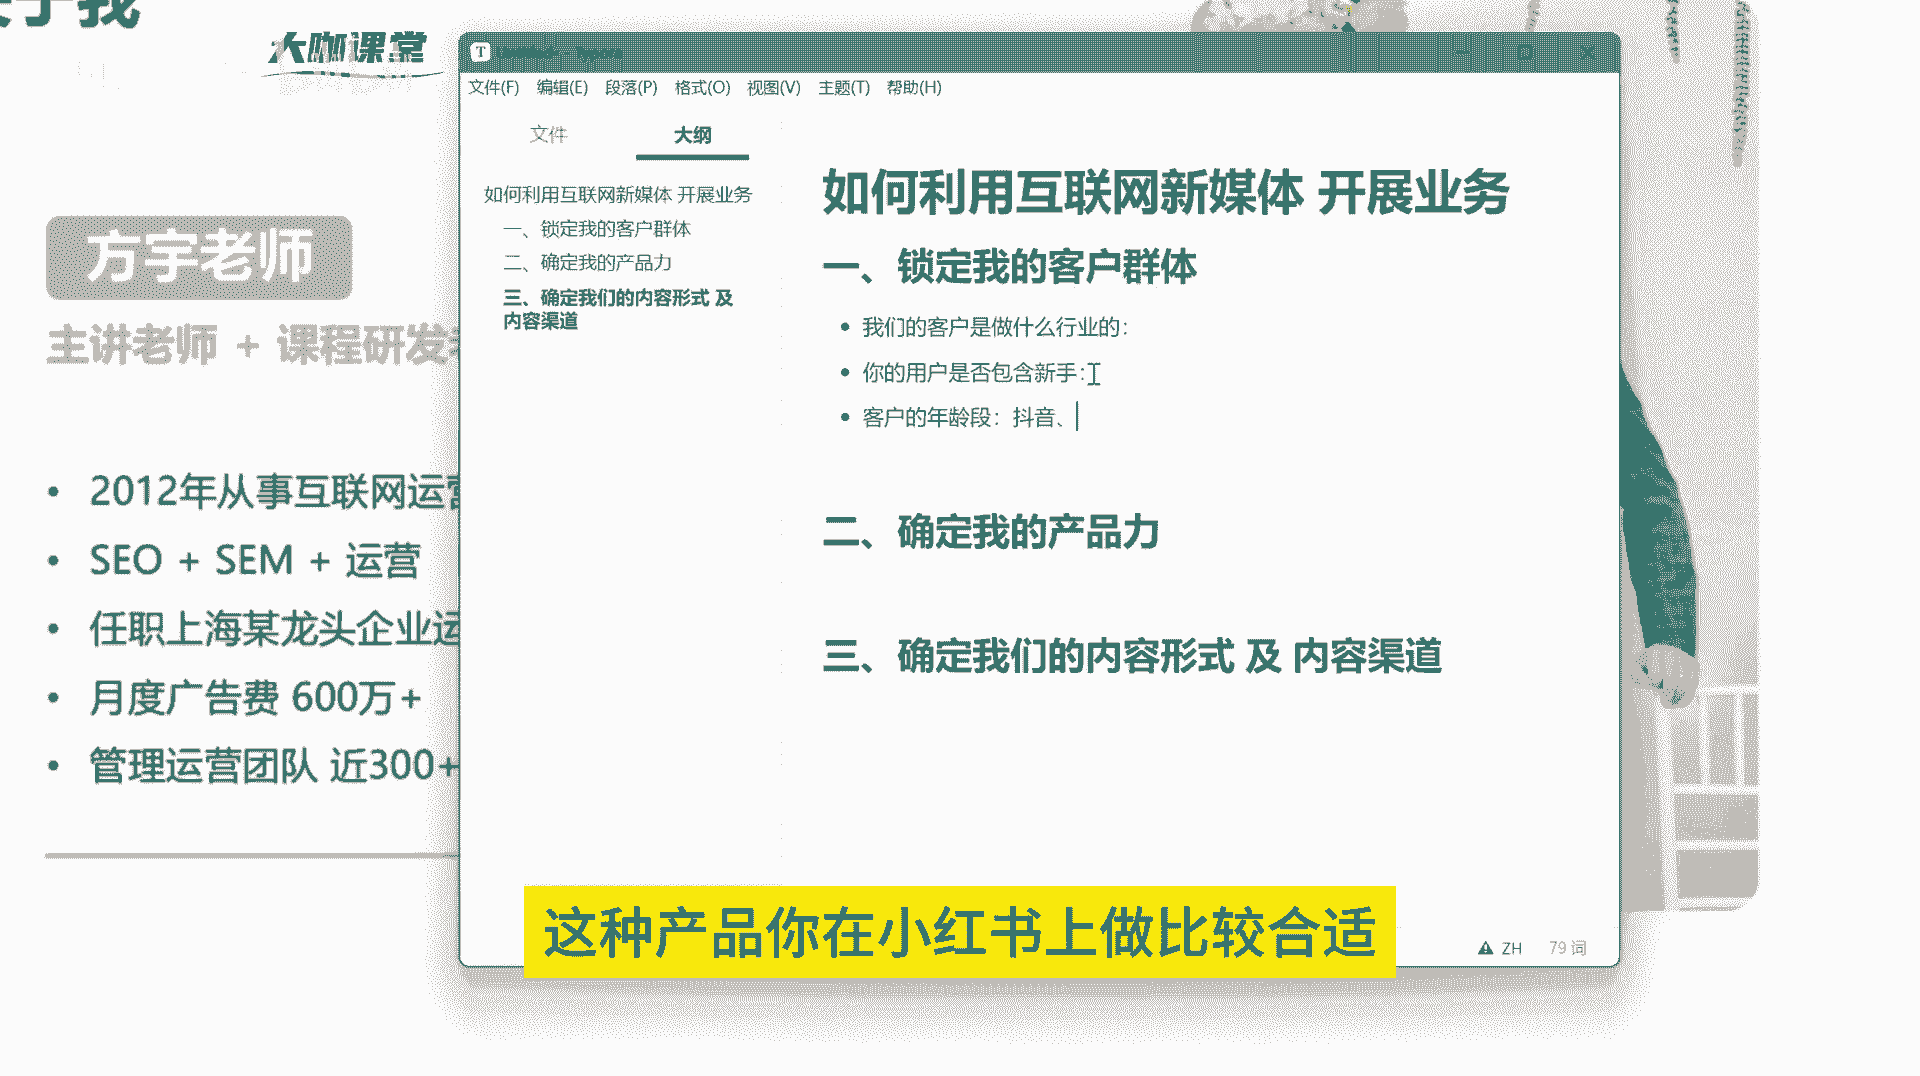 大咖课堂
方宇老师
主讲老师 + 课程研发
2012年从事互联网运营
SEO + SEM + 运营
任职上海某龙头企业运
月度广告费 600万+
管理运营团队 近300+
文件(F) 编辑(E) 段落(P) 格式(O) 视图(V) 主题(T) 帮助(H)
文件 大纲
如何利用互联网新媒体 开展业务
一、锁定我的客户群体
二、确定我的产品力
三、确定我们的内容形式 及
内容渠道
如何利用互联网新媒体 开展业务
一、锁定我的客户群体
我们的客户是做什么行业的：
你的用户是否包含新手：
客户的年龄段：抖音、
二、确定我的产品力
三、确定我们的内容形式 及 内容渠道
ZH 79 词
这种产品你在小红书上做比较合适